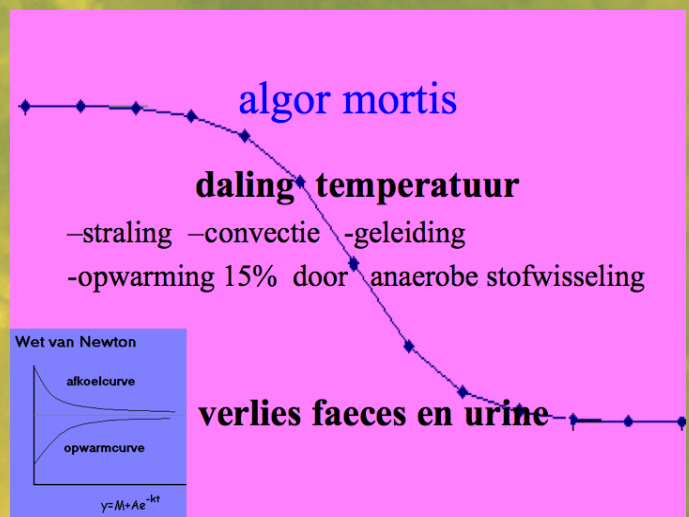 algor mortis
daling temperatuur
–straling –convectie -geleiding
-opwarming 15% door anaerobe stofwisseling
Wet van Newton
afkoelcurve
opwarmcurve
y=M+Ae^-kt
verlies faeces en urine